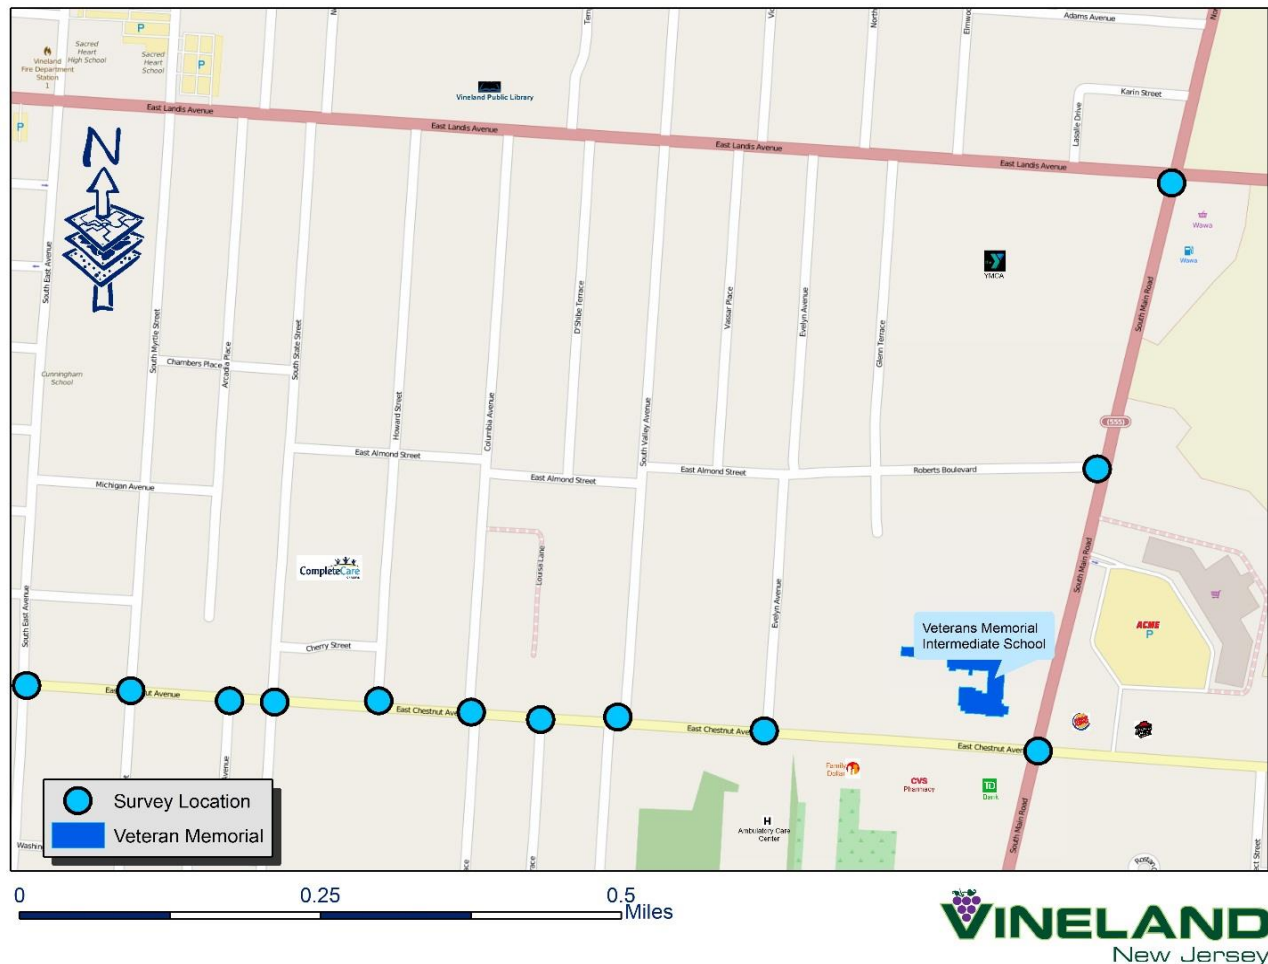 Adams Avenue
P
Sacred
Heart
High School
Sacred
Heart
School
P
Vineland
Fire Department
Station
1
Vineland Public Library
Karin Street
Lasalle Drive
East Landis Avenue
East Landis Avenue
East Landis Avenue
East Landis Avenue
P
N
Wawa
Wawa
YMCA
South East Avenue
South Myrtle Street
Arcadia Place
South State Street
Howard Street
Columbia Avenue
D'Shibe Terrace
South Valley Avenue
Vassar Place
Evelyn Avenue
Glenn Terrace
South Main Road
Chambers Place
Cunningham
School
(555)
East Almond Street
East Almond Street
East Almond Street
Roberts Boulevard
Michigan Avenue
CompleteCare
Louisa Lane
South East Avenue
Evelyn Avenue
South Main Road
Cherry Street
Veterans Memorial
Intermediate School
ACME
P
East Chestnut
East Chestnut
East Chestnut
Family
Dollar
CVS
Pharmacy
TD
Bank
H
Ambulatory Care
Center
South Main Road
Survey Location
Veteran Memorial
0 0.25 0.5
Miles
VINELAND
New Jersey